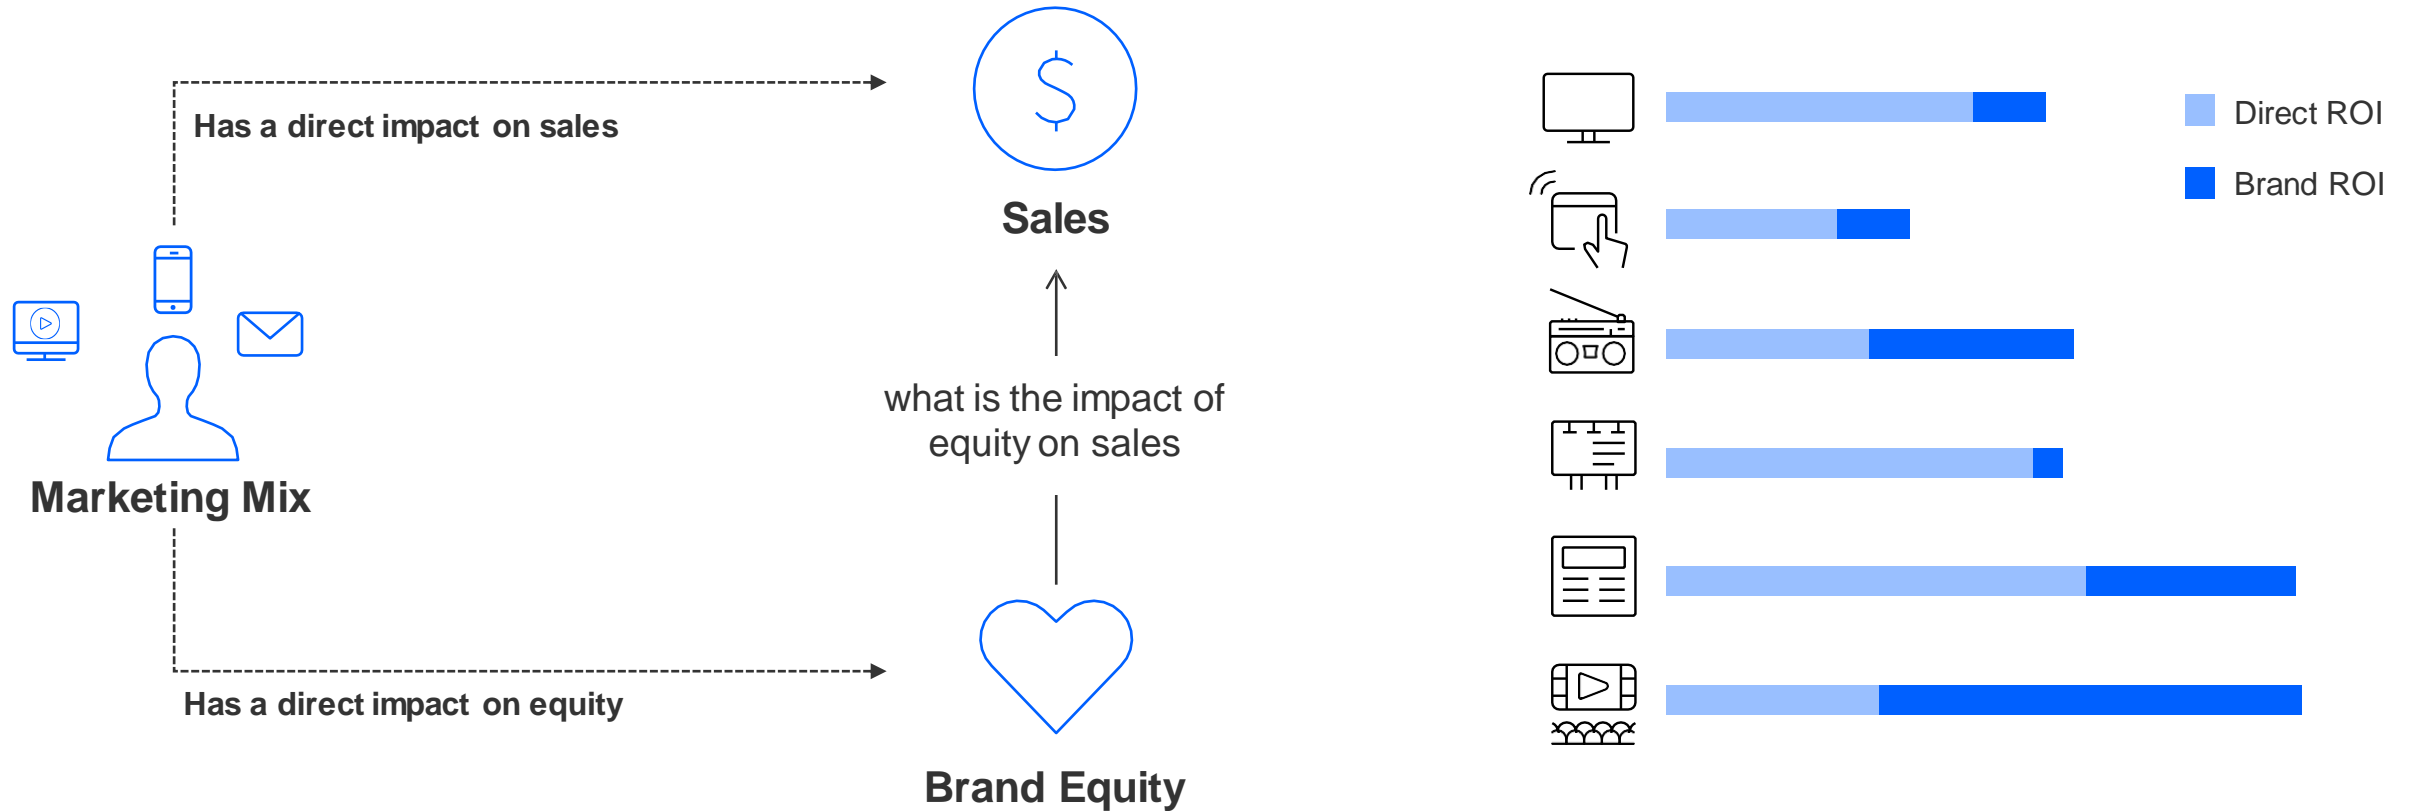 Has a direct impact on sales
Sales
Marketing Mix
what is the impact of
equity on sales
Has a direct impact on equity
Brand Equity
Direct ROI
Brand ROI